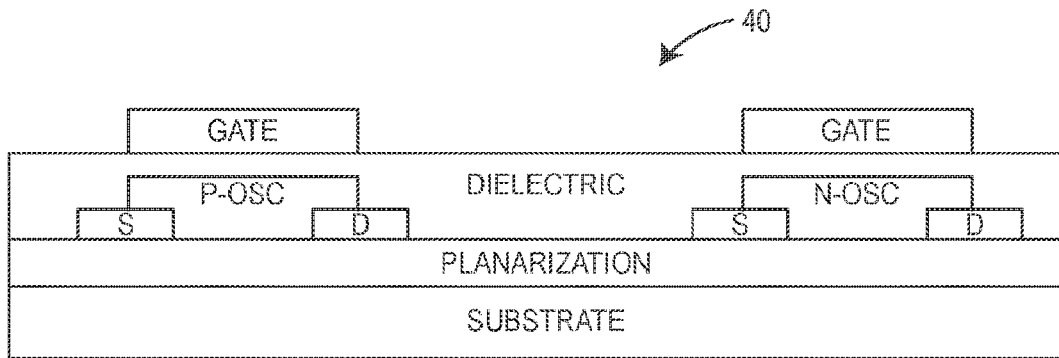 40
GATE GATE
P-OSC DIELECTRIC N-OSC
S D S D
PLANARIZATION
SUBSTRATE